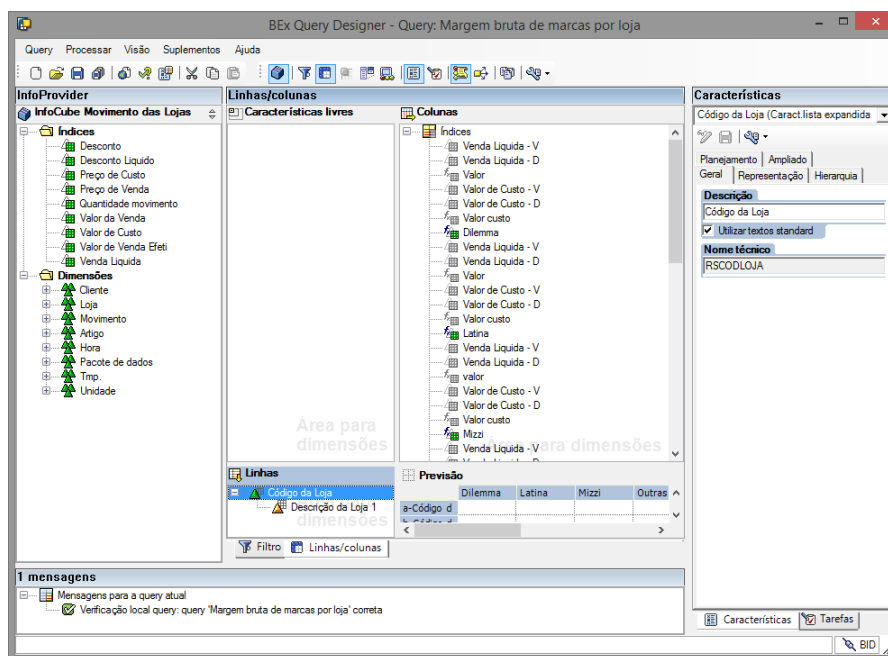 BEx Query Designer - Query: Margem bruta de marcas por loja
Query Processar Visão Suplementos Ajuda
InfoProvider
InfoCube Movimento das Lojas
Índices
Desconto
Desconto Liquido
Preço de Custo
Preço de Venda
Quantidade movimento
Valor da Venda
Valor de Custo
Valor de Venda Efeti
Venda Liquida
Dimensões
Cliente
Loja
Movimento
Artigo
Hora
Pacote de dados
Tmp.
Unidade
Linhas/colunas
Características livres
Área para
dimensões
Colunas
Índices
Venda Liquida - V
Venda Liquida - D
Valor
Valor de Custo - V
Valor de Custo - D
Valor custo
Dilemma
Venda Liquida - V
Venda Liquida - D
Valor
Valor de Custo - V
Valor de Custo - D
Valor custo
Latina
Venda Liquida - V
Venda Liquida - D
valor
Valor de Custo - V
Valor de Custo - D
Valor custo
Mizzi
Venda Liquida - V
Área para dimensões
Linhas
Código da Loja
Descrição da Loja 1
dimensões
Previsão
Dilemma Latina Mizzi Outras
a-Código d
Filtro Linhas/colunas
Características
Código da Loja (Caract.lista expandida
Planejamento Ampliado
Geral Representação Hierarquia
Descrição
Código da Loja
Utilizar textos standard
Nome técnico
RSCODLOJA
Características Tarefas
1 mensagens
Mensagens para a query atual
Verificação local query: query 'Margem bruta de marcas por loja' correta
BID